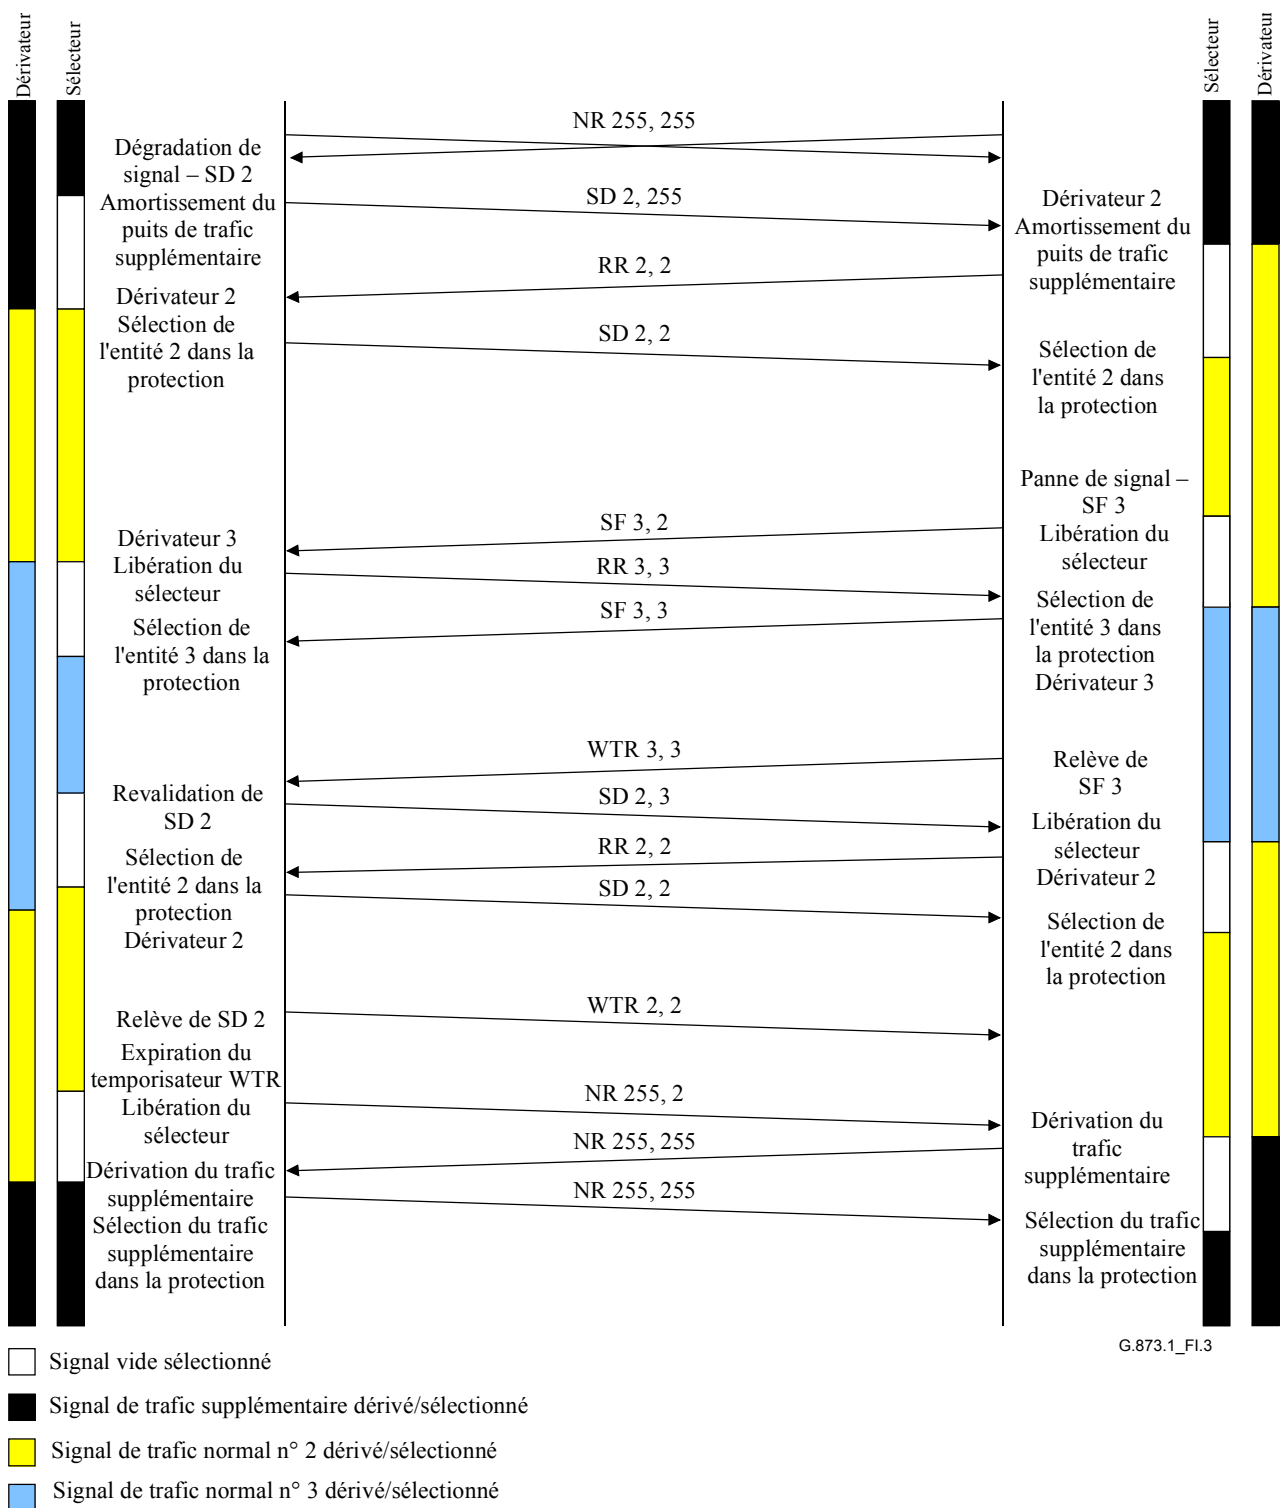 Dérivateur
Sélecteur
Sélecteur
Dérivateur
NR 255, 255
Dégradation de
signal – SD 2
Amortissement du
puits de trafic
supplémentaire
SD 2, 255
Dérivateur 2
Amortissement du
puits de trafic
supplémentaire
RR 2, 2
Dérivateur 2
Sélection de
l'entité 2 dans la
protection
SD 2, 2
Sélection de
l'entité 2 dans
la protection
Panne de signal –
SF 3
Libération du
sélecteur
SF 3, 2
Dérivateur 3
Libération du
sélecteur
RR 3, 3
Sélection de
l'entité 3 dans
la protection
Dérivateur 3
SF 3, 3
Sélection de
l'entité 3 dans la
protection
WTR 3, 3
Relève de
SF 3
Revalidation de
SD 2
SD 2, 3
Libération du
sélecteur
Dérivateur 2
RR 2, 2
Sélection de
l'entité 2 dans la
protection
Dérivateur 2
SD 2, 2
Sélection de
l'entité 2 dans
la protection
Relève de SD 2
WTR 2, 2
Expiration du
temporisateur WTR
Libération du
sélecteur
NR 255, 2
Dérivation du
trafic
supplémentaire
NR 255, 255
Dérivation du trafic
supplémentaire
Sélection du trafic
supplémentaire
dans la protection
NR 255, 255
Sélection du trafic
supplémentaire
dans la protection
G.873.1_FI.3
Signal vide sélectionné
Signal de trafic supplémentaire dérivé/sélectionné
Signal de trafic normal n° 2 dérivé/sélectionné
Signal de trafic normal n° 3 dérivé/sélectionné